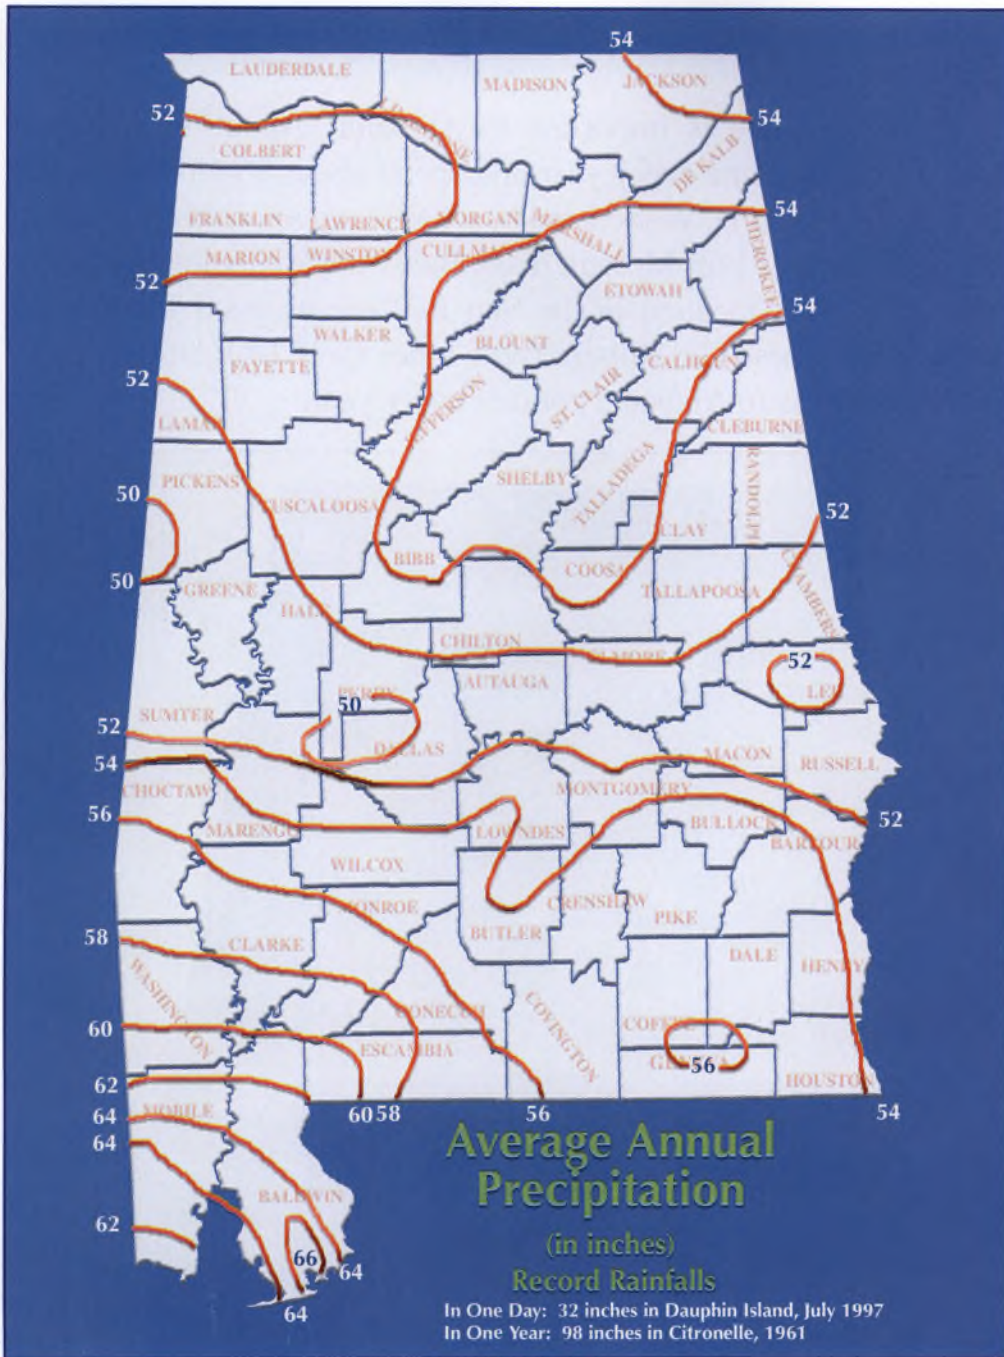 54
LAUDERDALE
MADISON
JACKSON
52
LIMESTONE
54
COLBERT
DE KALB
FRANKLIN
LAWRENCE
MORGAN
MARSHALL
54
CHEROKEE
MARION
WINSTON
CULLMAN
52
ETOWAH
54
WALKER
BLOUNT
CALHOUN
FAYETTE
52
ST. CLAIR
JEFFERSON
LAMAR
CLEBURNE
PICKENS
SHELBY
TALLADEGA
RANDOLPH
50
TUSCALOOSA
52
CLAY
BIBB
COOSA
50
GREENE
TALLAPOOSA
CHAMBERS
HALE
CHILTON
ELMORE
52
PERRY
AUTAUGA
LEE
50
SUMTER
52
DALLAS
MACON
RUSSELL
54
CHOCTAW
MONTGOMERY
56
MARENGO
LOWNDES
BULLOCK
52
BARBOUR
WILCOX
MONROE
CRENSHAW
PIKE
BUTLER
58
CLARKE
DALE
HENRY
WASHINGTON
CONECUH
COVINGTON
COFFEE
60
ESCAMBIA
GENEVA
56
HOUSTON
62
MOBILE
64
60 58
56
54
64
BALDWIN
62
66
64
64
Average Annual
Precipitation
(in inches)
Record Rainfalls
In One Day: 32 inches in Dauphin Island, July 1997
In One Year: 98 inches in Citronelle, 1961